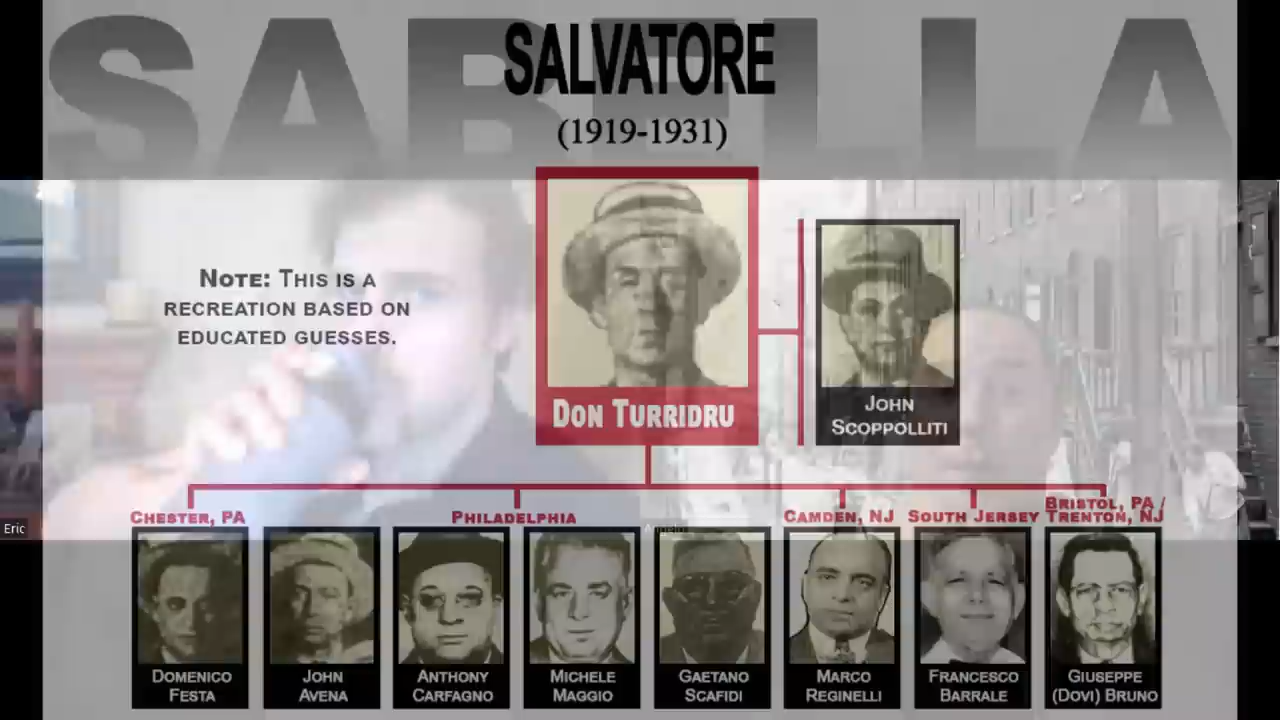 SABELLA
SALVATORE
(1919-1931)
NOTE: THIS IS A
RECREATION BASED ON
EDUCATED GUESSES.
DON TURRIDRU
JOHN
SCOPPOLLITI
CHESTER, PA
PHILADELPHIA
CAMDEN, NJ
SOUTH JERSEY
BRISTOL, PA /
TRENTON, NJ
Eric
Angelo
DOMENICO
FESTA
JOHN
AVENA
ANTHONY
CARFAGNO
MICHELE
MAGGIO
GAETANO
SCAFIDI
MARCO
REGINELLI
FRANCESCO
BARRALE
GIUSEPPE
(DOVI) BRUNO